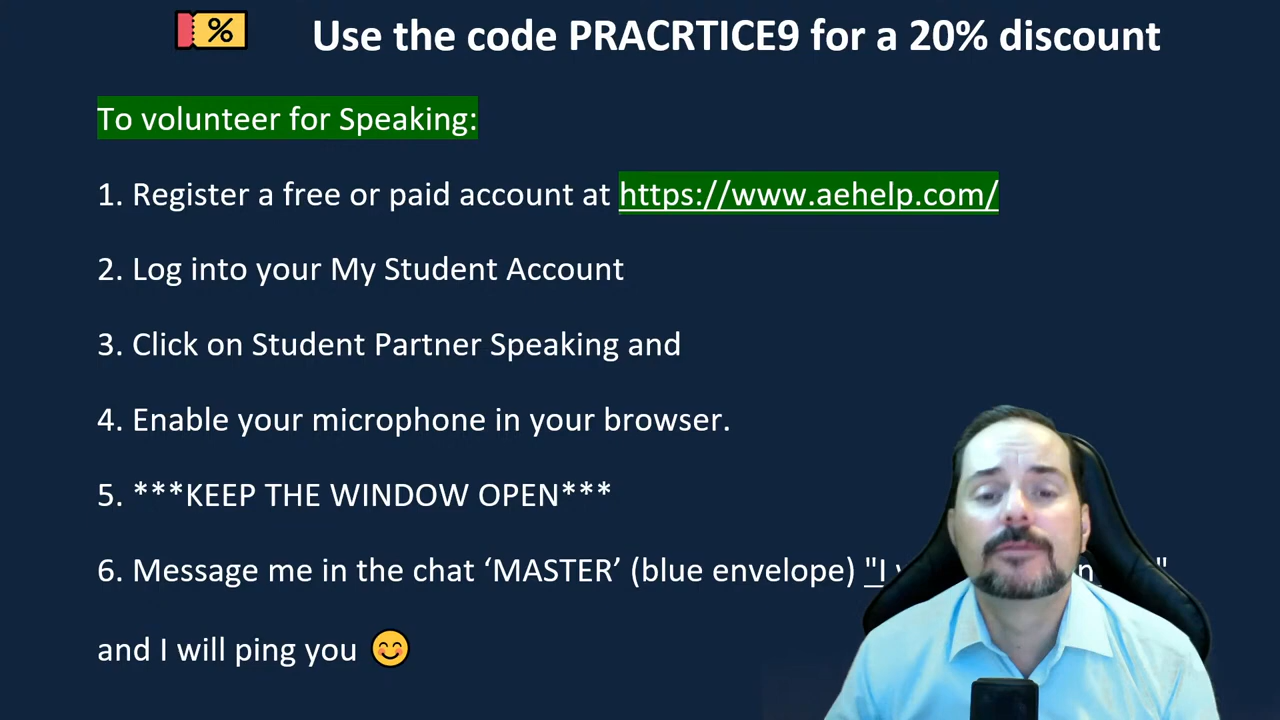 Use the code PRACRTICE9 for a 20% discount
To volunteer for Speaking:
1. Register a free or paid account at https://www.aehelp.com/
2. Log into your My Student Account
3. Click on Student Partner Speaking and
4. Enable your microphone in your browser.
5. ***KEEP THE WINDOW OPEN***
6. Message me in the chat ‘MASTER’ (blue envelope) "I
and I will ping you